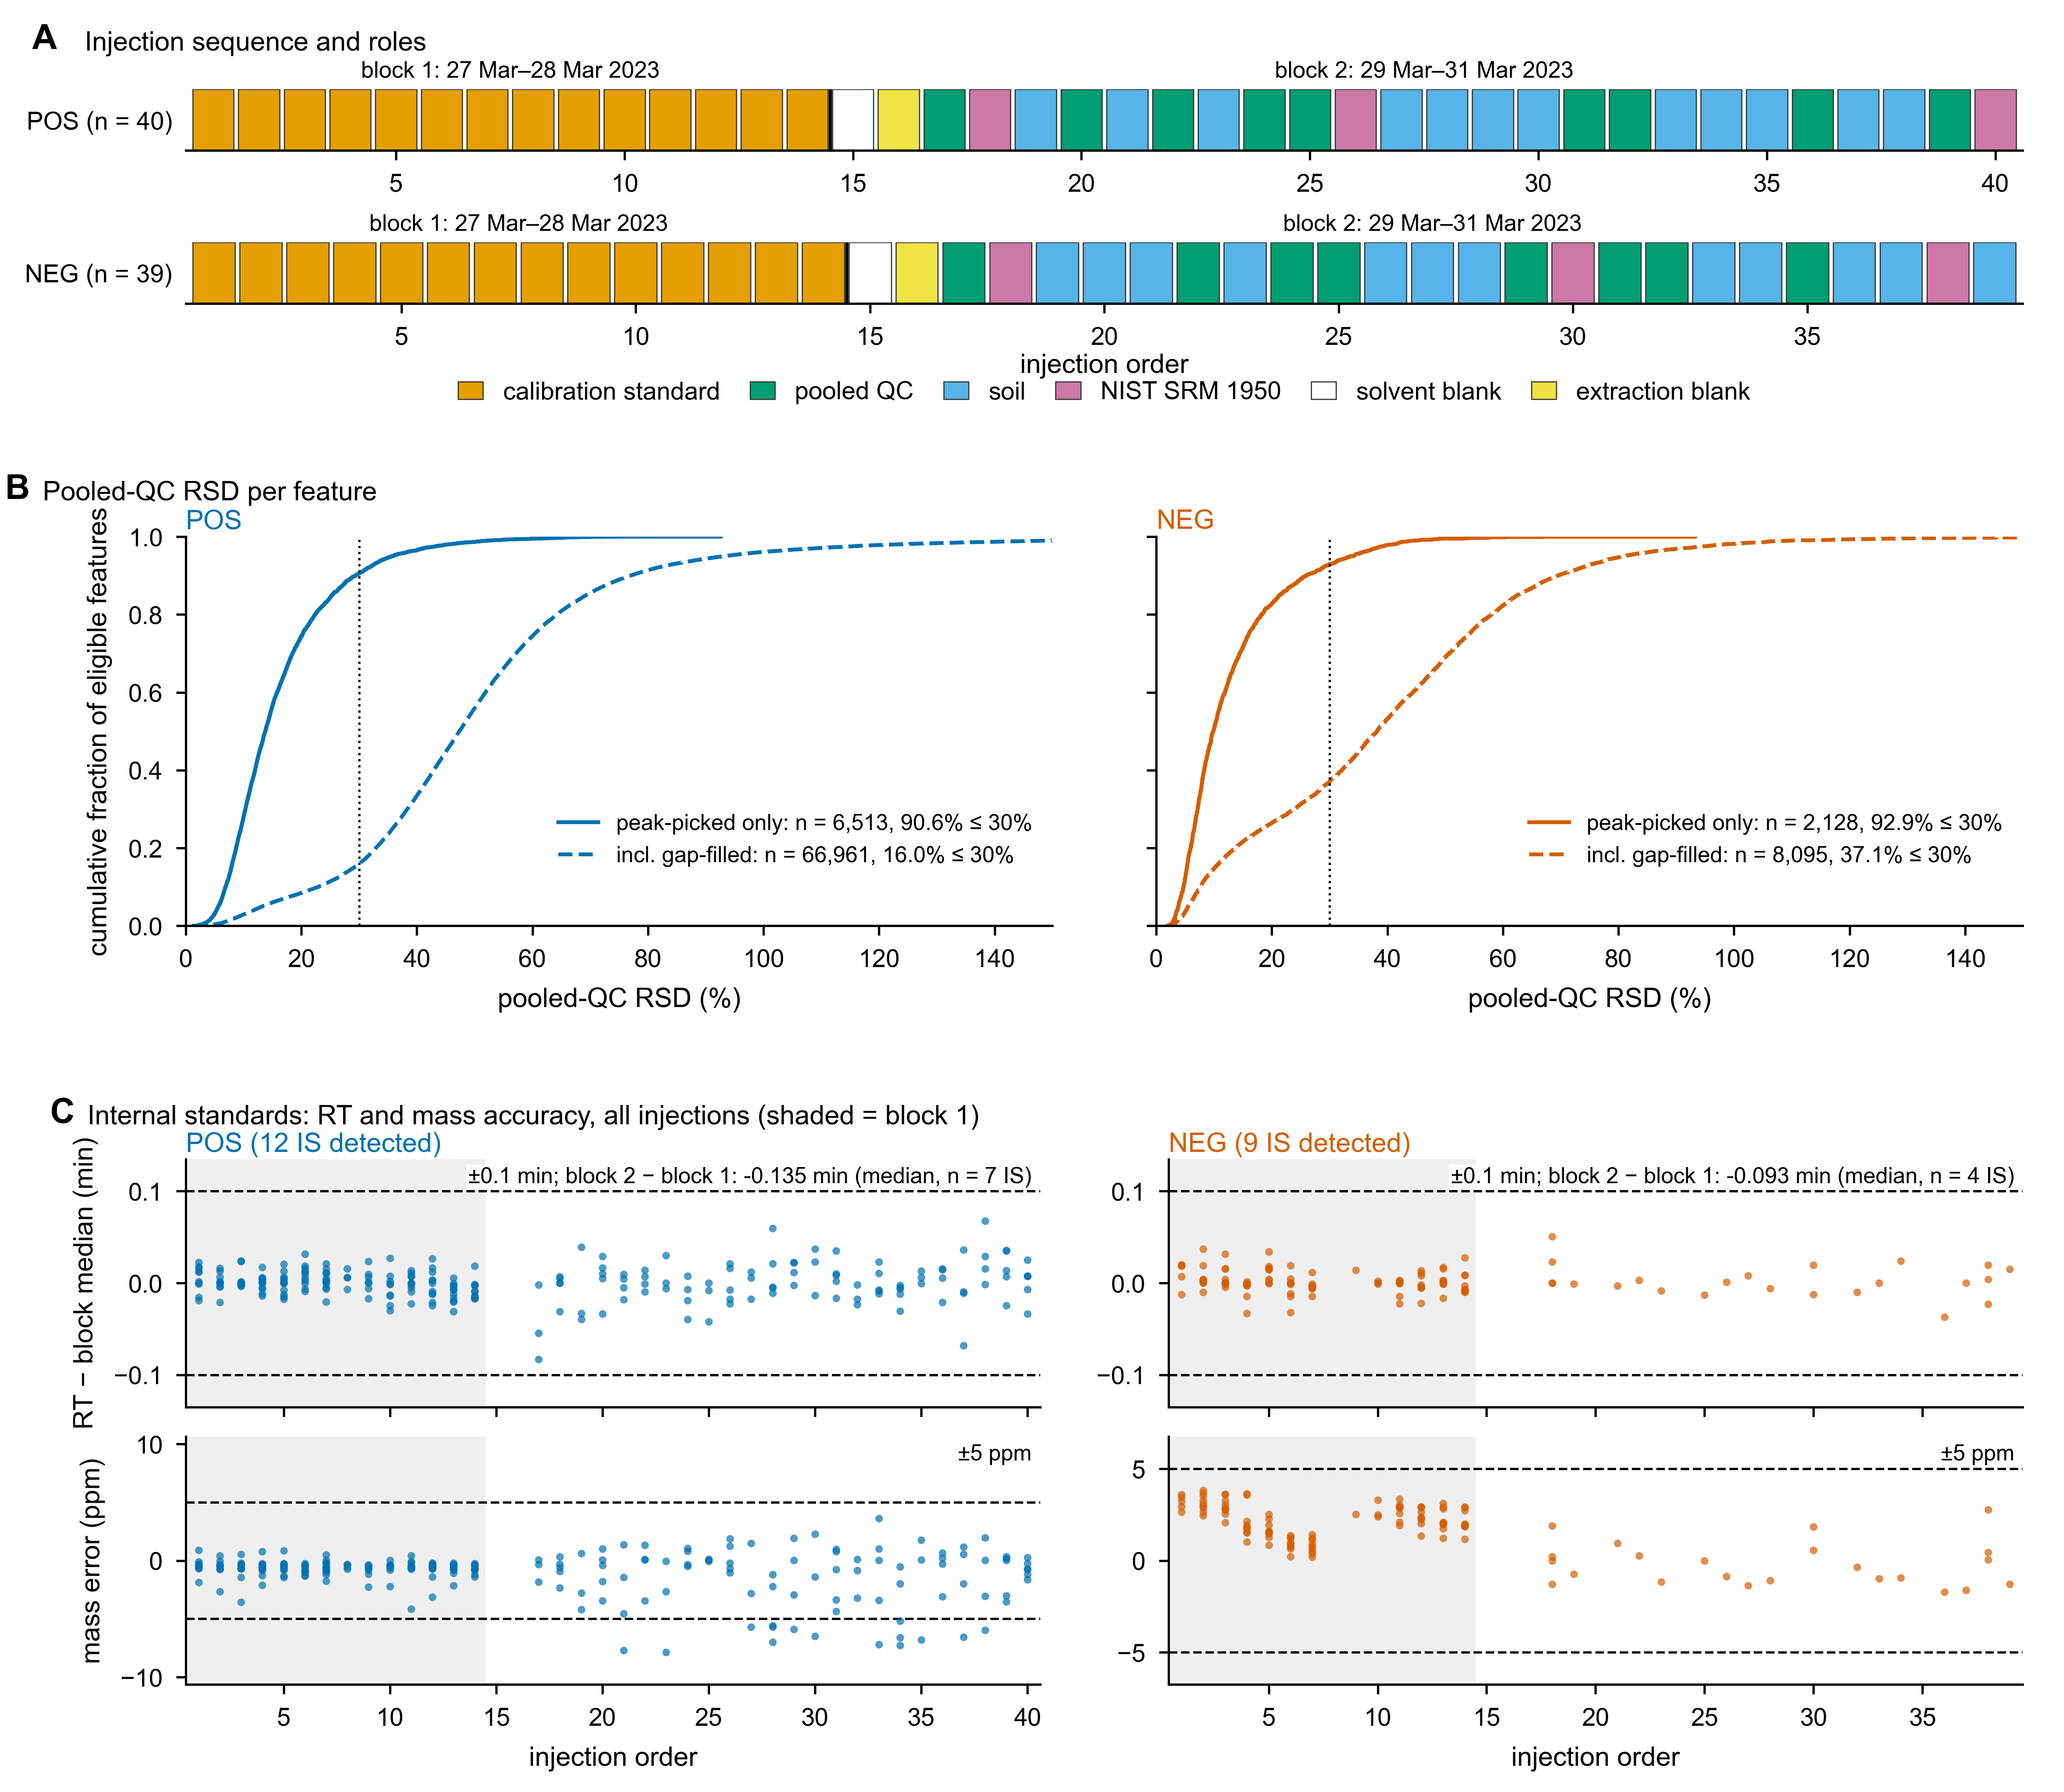 A Injection sequence and roles
block 1: 27 Mar–28 Mar 2023
block 2: 29 Mar–31 Mar 2023
POS (n = 40)
5 10 15 20 25 30 35 40
block 1: 27 Mar–28 Mar 2023
block 2: 29 Mar–31 Mar 2023
NEG (n = 39)
5 10 15 20 25 30 35
injection order
calibration standard pooled QC soil NIST SRM 1950 solvent blank extraction blank
B Pooled-QC RSD per feature
POS
cumulative fraction of eligible features
1.0
0.8
0.6
0.4
0.2
0.0
peak-picked only: n = 6,513, 90.6% ≤ 30%
incl. gap-filled: n = 66,961, 16.0% ≤ 30%
0 20 40 60 80 100 120 140
pooled-QC RSD (%)
NEG
peak-picked only: n = 2,128, 92.9% ≤ 30%
incl. gap-filled: n = 8,095, 37.1% ≤ 30%
0 20 40 60 80 100 120 140
pooled-QC RSD (%)
C Internal standards: RT and mass accuracy, all injections (shaded = block 1)
POS (12 IS detected)
RT − block median (min)
±0.1 min; block 2 − block 1: -0.135 min (median, n = 7 IS)
0.1
0.0
−0.1
NEG (9 IS detected)
±0.1 min; block 2 − block 1: -0.093 min (median, n = 4 IS)
0.1
0.0
−0.1
mass error (ppm)
±5 ppm
10
0
−10
5 10 15 20 25 30 35 40
injection order
±5 ppm
5
0
−5
5 10 15 20 25 30 35
injection order